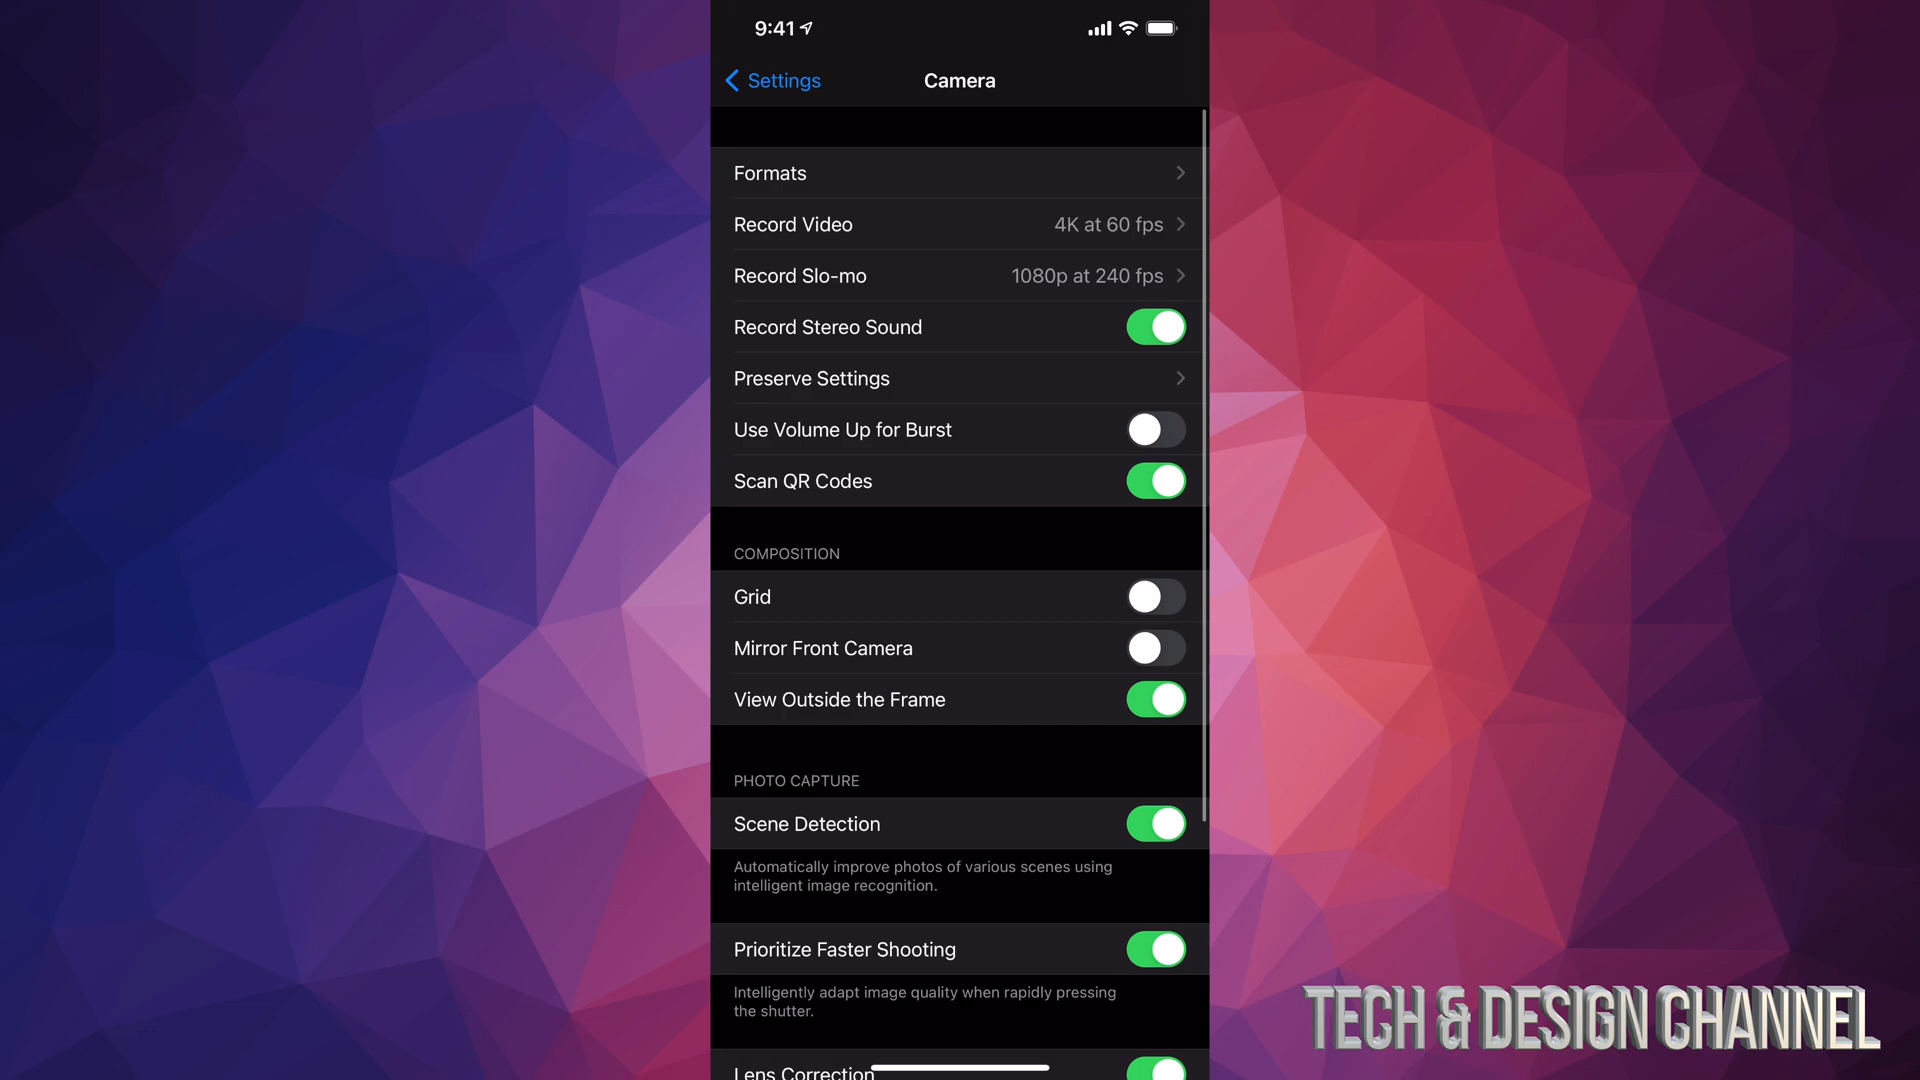 9:41
Settings
Camera
Formats
Record Video 4K at 60 fps
Record Slo-mo 1080p at 240 fps
Record Stereo Sound
Preserve Settings
Use Volume Up for Burst
Scan QR Codes
COMPOSITION
Grid
Mirror Front Camera
View Outside the Frame
PHOTO CAPTURE
Scene Detection
Automatically improve photos of various scenes using
intelligent image recognition.
Prioritize Faster Shooting
Intelligently adapt image quality when rapidly pressing
the shutter.
Lens Correction
TECH & DESIGN CHANNEL